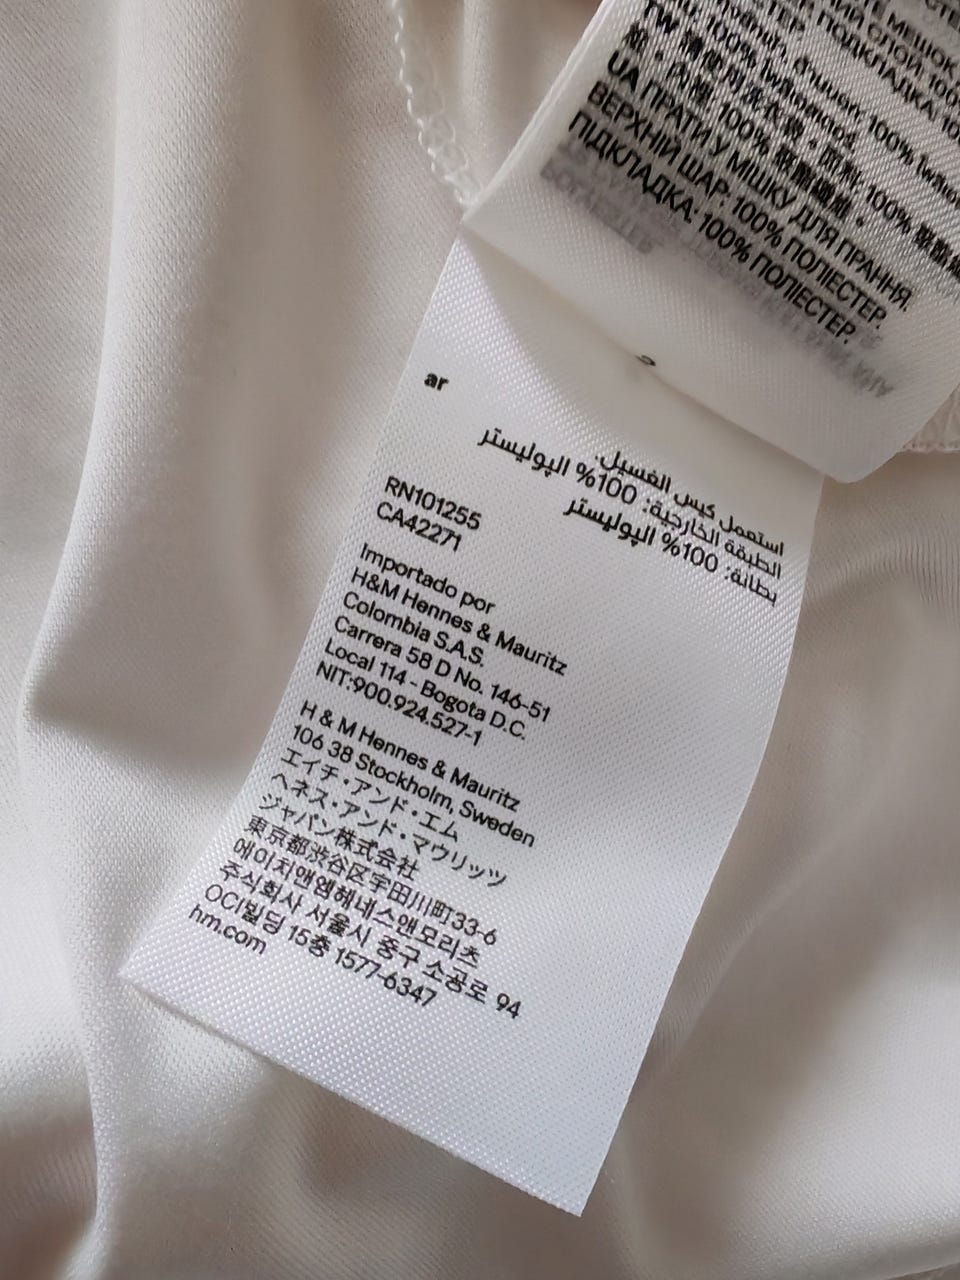 МЕШОК
СЛОЙ: 100%
ПОДКЛАДКА: 10
UA ПРАТИ У МІШКУ ДЛЯ ПРАННЯ.
ВЕРХНІЙ ШАР: 100% ПОЛІЕСТЕР.
ПІДКЛАДКА: 100% ПОЛІЕСТЕР.
ar
استعمل كيس الغسيل.
الطبقة الخارجية: 100% البوليستر
بطانة: 100% البوليستر
RN101255
CA42271
Importado por
H&M Hennes & Mauritz
Colombia S.A.S.
Carrera 58 D No. 146-51
Local 114 - Bogota D.C.
NIT:900.924.527-1
H & M Hennes & Mauritz
106 38 Stockholm, Sweden
エイチ・アンド・エム
ヘネス・アンド・マウリッツ
ジャパン株式会社
東京都渋谷区宇田川町33-6
에이치앤엠헤네스앤모리츠
주식회사 서울시 중구 소공로 94
OCI빌딩 15층 1577-6347
hm.com